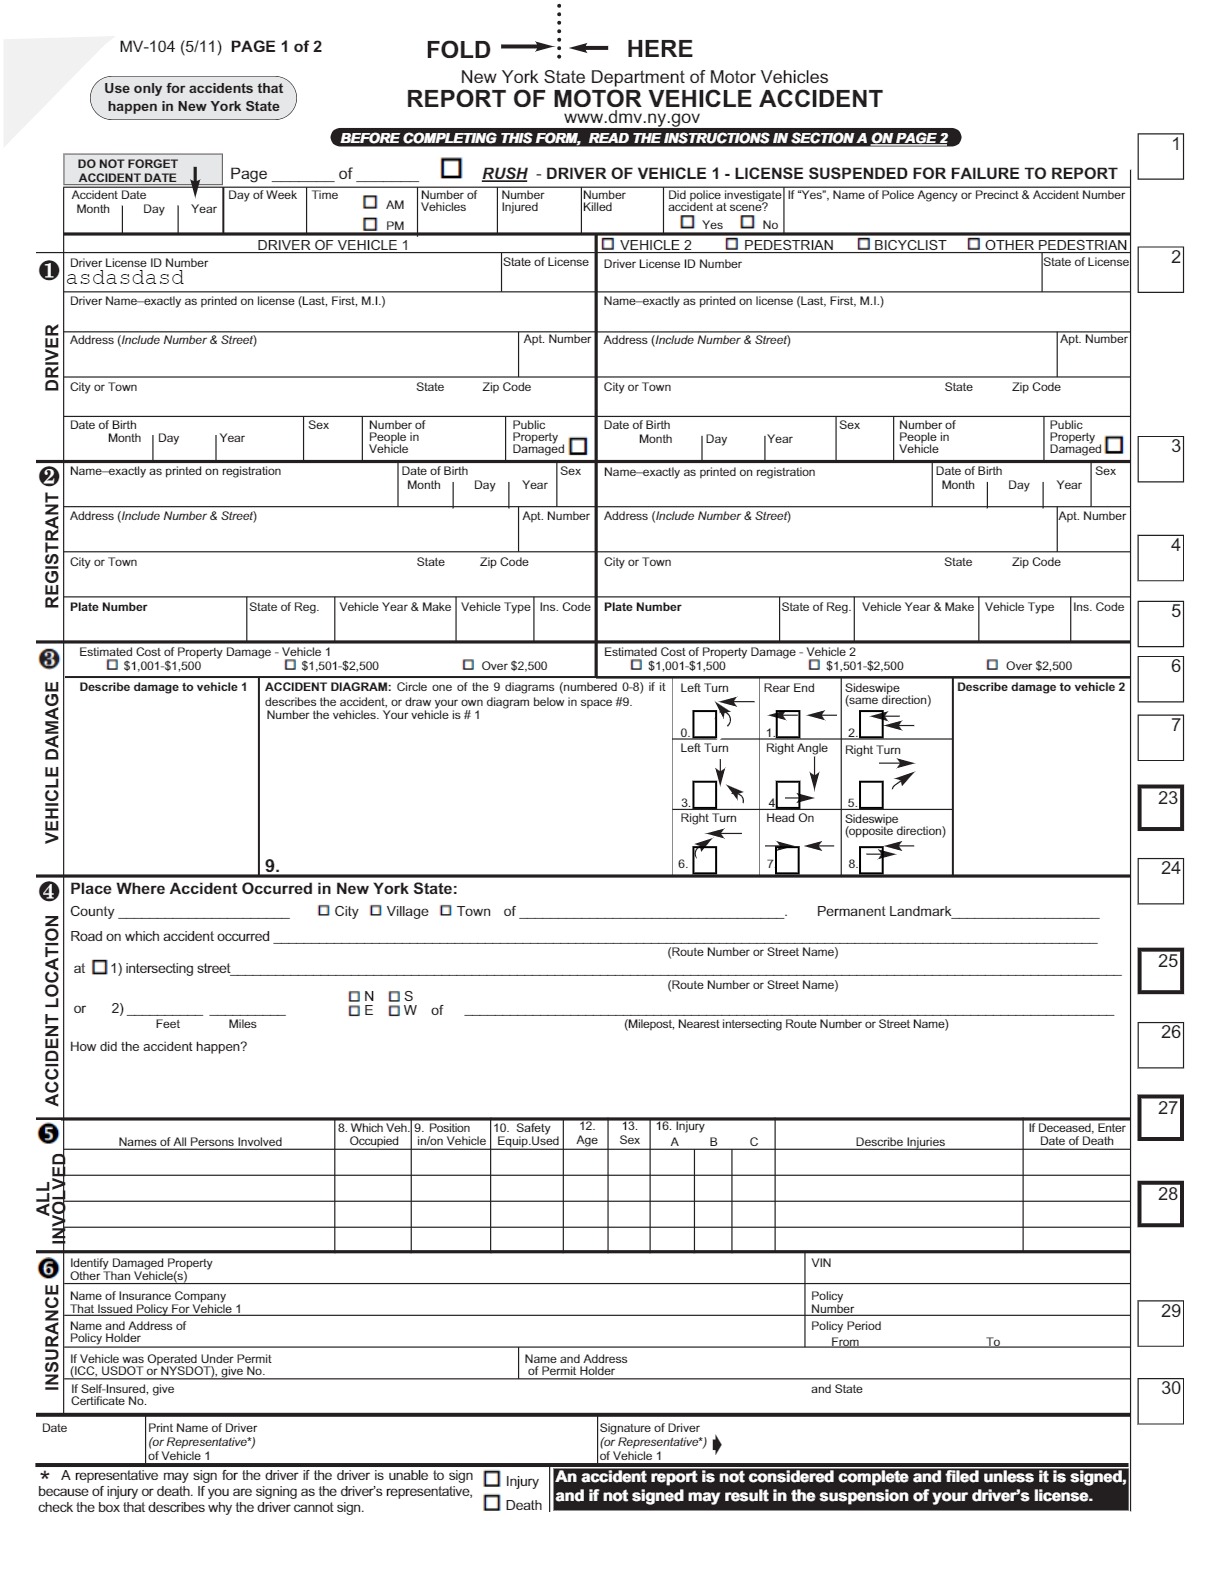 MV-104 (5/11) PAGE 1 of 2
FOLD HERE
Use only for accidents that
happen in New York State
New York State Department of Motor Vehicles
REPORT OF MOTOR VEHICLE ACCIDENT
www.dmv.ny.gov
BEFORE COMPLETING THIS FORM, READ THE INSTRUCTIONS IN SECTION A ON PAGE 2
1
DO NOT FORGET
ACCIDENT DATE
Page ______ of ______ RUSH - DRIVER OF VEHICLE 1 - LICENSE SUSPENDED FOR FAILURE TO REPORT
Accident Date
Month Day Year
Day of Week
Time
AM
PM
Number of
Vehicles
Number
Injured
Number
Killed
Did police investigate
accident at scene?
Yes No
If “Yes”, Name of Police Agency or Precinct & Accident Number
DRIVER OF VEHICLE 1
VEHICLE 2 PEDESTRIAN BICYCLIST OTHER PEDESTRIAN
2
1
DRIVER
Driver License ID Number
asdasdasd
State of License
Driver License ID Number
State of License
Driver Name–exactly as printed on license (Last, First, M.I.)
Name–exactly as printed on license (Last, First, M.I.)
Address (Include Number & Street) Apt. Number
Address (Include Number & Street) Apt. Number
City or Town State Zip Code
City or Town State Zip Code
Date of Birth
Month Day Year
Sex
Number of
People in
Vehicle
Public
Property
Damaged
Date of Birth
Month Day Year
Sex
Number of
People in
Vehicle
Public
Property
Damaged
3
2
REGISTRANT
Name–exactly as printed on registration
Date of Birth
Month Day Year
Sex
Name–exactly as printed on registration
Date of Birth
Month Day Year
Sex
Address (Include Number & Street) Apt. Number
Address (Include Number & Street) Apt. Number
4
City or Town State Zip Code
City or Town State Zip Code
Plate Number State of Reg. Vehicle Year & Make Vehicle Type Ins. Code
Plate Number State of Reg. Vehicle Year & Make Vehicle Type Ins. Code
5
3
VEHICLE DAMAGE
Estimated Cost of Property Damage - Vehicle 1
$1,001-$1,500 $1,501-$2,500 Over $2,500
Estimated Cost of Property Damage - Vehicle 2
$1,001-$1,500 $1,501-$2,500 Over $2,500
6
Describe damage to vehicle 1
ACCIDENT DIAGRAM: Circle one of the 9 diagrams (numbered 0-8) if it
describes the accident, or draw your own diagram below in space #9.
Number the vehicles. Your vehicle is # 1
9.
Left Turn
0.
Rear End
1.
Sideswipe
(same direction)
2.
Left Turn
3.
Right Angle
4
Right Turn
5.
Right Turn
6.
Head On
7
Sideswipe
(opposite direction)
8.
Describe damage to vehicle 2
7
23
24
4
ACCIDENT LOCATION
Place Where Accident Occurred in New York State:
County ______ City Village Town of ______. Permanent Landmark______
Road on which accident occurred ______
(Route Number or Street Name)
at 1) intersecting street______
(Route Number or Street Name)
25
or 2) ______ ______
Feet Miles
N S
E W of ______
(Milepost, Nearest intersecting Route Number or Street Name)
26
How did the accident happen?
27
5
ALL
INVOLVED
Names of All Persons Involved
8. Which Veh.
Occupied
9. Position
in/on Vehicle
10. Safety
Equip.Used
12.
Age
13.
Sex
16. Injury
A B C
Describe Injuries
If Deceased, Enter
Date of Death
28
6
INSURANCE
Identify Damaged Property
Other Than Vehicle(s)
VIN
Name of Insurance Company
That Issued Policy For Vehicle 1
Policy
Number
29
Name and Address of
Policy Holder
Policy Period
From To
If Vehicle was Operated Under Permit
(ICC, USDOT or NYSDOT), give No.
Name and Address
of Permit Holder
If Self-Insured, give
Certificate No.
and State
30
Date
Print Name of Driver
(or Representative*)
of Vehicle 1
Signature of Driver
(or Representative*)
of Vehicle 1
* A representative may sign for the driver if the driver is unable to sign
because of injury or death. If you are signing as the driver’s representative,
check the box that describes why the driver cannot sign.
Injury
Death
An accident report is not considered complete and filed unless it is signed,
and if not signed may result in the suspension of your driver’s license.